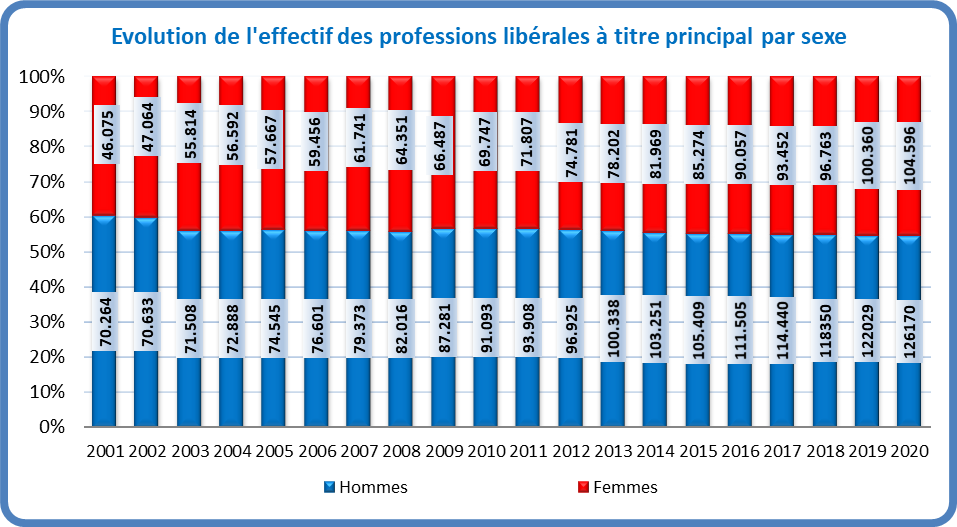 Evolution de l'effectif des professions libérales à titre principal par sexe
100%
90%
80%
70%
60%
50%
40%
30%
20%
10%
0%
46.075 47.064 55.814 56.592 57.667 59.456 61.741 64.351 66.487 69.747 71.807 74.781 78.202 81.969 85.274 90.057 93.452 96.763 100.360 104.596
70.264 70.633 71.508 72.888 74.545 76.601 79.373 82.016 87.281 91.093 93.908 96.925 100.338 103.251 105.409 111.505 114.440 118350 122029 126170
2001 2002 2003 2004 2005 2006 2007 2008 2009 2010 2011 2012 2013 2014 2015 2016 2017 2018 2019 2020
Hommes Femmes